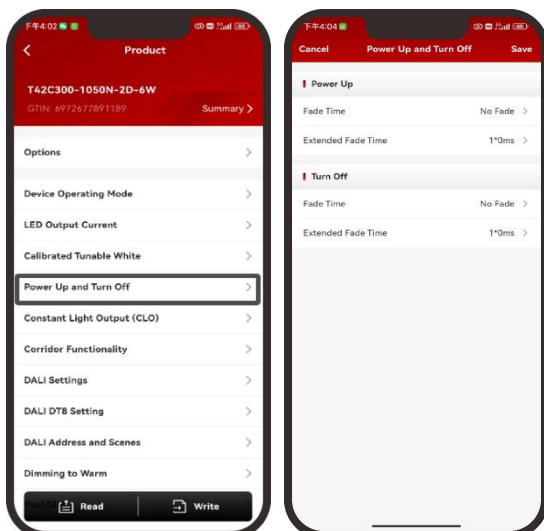 下午4:02
Product
T42C300-1050N-2D-6W
GTIN: 6972677891189 Summary
Options
Device Operating Mode
LED Output Current
Calibrated Tunable White
Power Up and Turn Off
Constant Light Output (CLO)
Corridor Functionality
DALI Settings
DALI DT8 Setting
DALI Address and Scenes
Dimming to Warm
Read Write
下午4:04
Cancel Power Up and Turn Off Save
Power Up
Fade Time No Fade
Extended Fade Time 1*0ms
Turn Off
Fade Time No Fade
Extended Fade Time 1*0ms